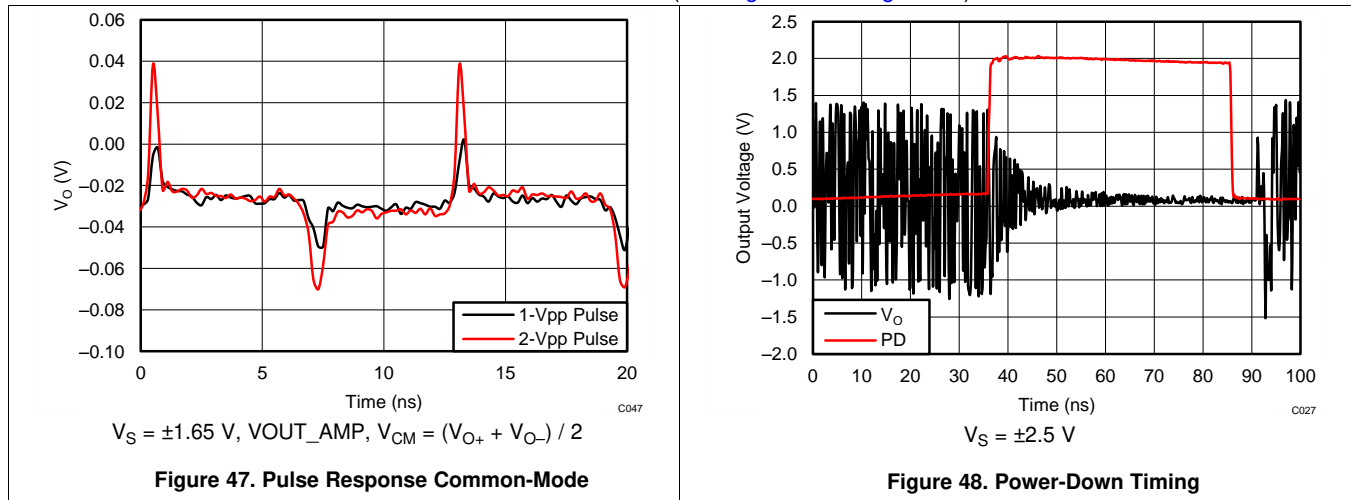 0.06
0.04
0.02
0.00
–0.02
–0.04
–0.06
–0.08
–0.10
V_O (V)
1-Vpp Pulse
2-Vpp Pulse
0 5 10 15 20
Time (ns)
C047
V_S = ±1.65 V, VOUT_AMP, V_CM = (V_O+ + V_O–) / 2
Figure 47. Pulse Response Common-Mode
2.5
2.0
1.5
1.0
0.5
0.0
–0.5
–1.0
–1.5
–2.0
Output Voltage (V)
V_O
PD
0 10 20 30 40 50 60 70 80 90 100
Time (ns)
C027
V_S = ±2.5 V
Figure 48. Power-Down Timing